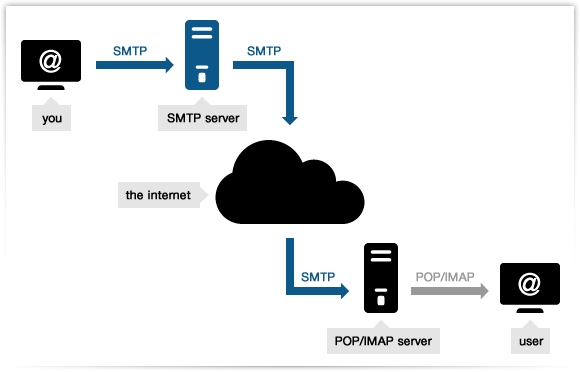 SMTP
SMTP
@
you
SMTP server
the internet
SMTP
POP/IMAP
@
POP/IMAP server
user